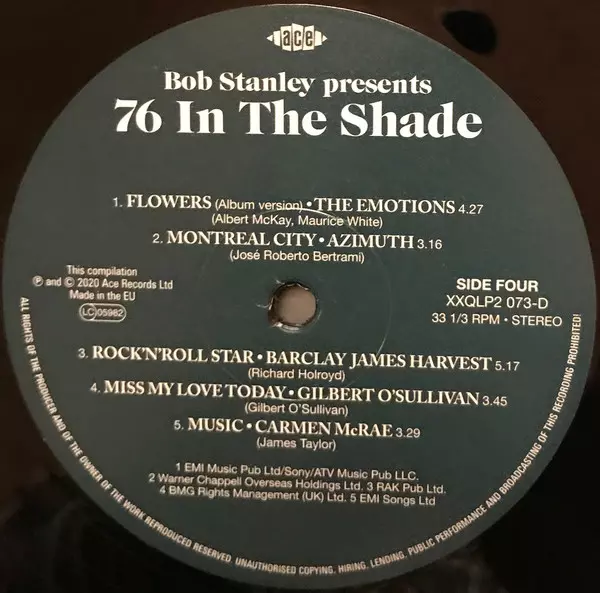 ace
Bob Stanley presents
76 In The Shade
1. FLOWERS (Album version) • THE EMOTIONS 4.27
(Albert McKay, Maurice White)
2. MONTREAL CITY • AZIMUTH 3.16
(José Roberto Bertrami)
This compilation
℗ and © 2020 Ace Records Ltd
Made in the EU
LC 05982
SIDE FOUR
XXQLP2 073-D
33 1/3 RPM • STEREO
3. ROCK'N'ROLL STAR • BARCLAY JAMES HARVEST 5.17
(Richard Holroyd)
4. MISS MY LOVE TODAY • GILBERT O'SULLIVAN 3.45
(Gilbert O'Sullivan)
5. MUSIC • CARMEN McRAE 3.29
(James Taylor)
1 EMI Music Pub Ltd/Sony/ATV Music Pub LLC.
2 Warner Chappell Overseas Holdings Ltd. 3 RAK Pub Ltd.
4 BMG Rights Management (UK) Ltd. 5 EMI Songs Ltd
ALL RIGHTS OF THE PRODUCER AND OF THE OWNER OF THE WORK REPRODUCED RESERVED. UNAUTHORISED COPYING. HIRING. LENDING. PUBLIC PERFORMANCE AND BROADCASTING OF THIS RECORDING PROHIBITED!